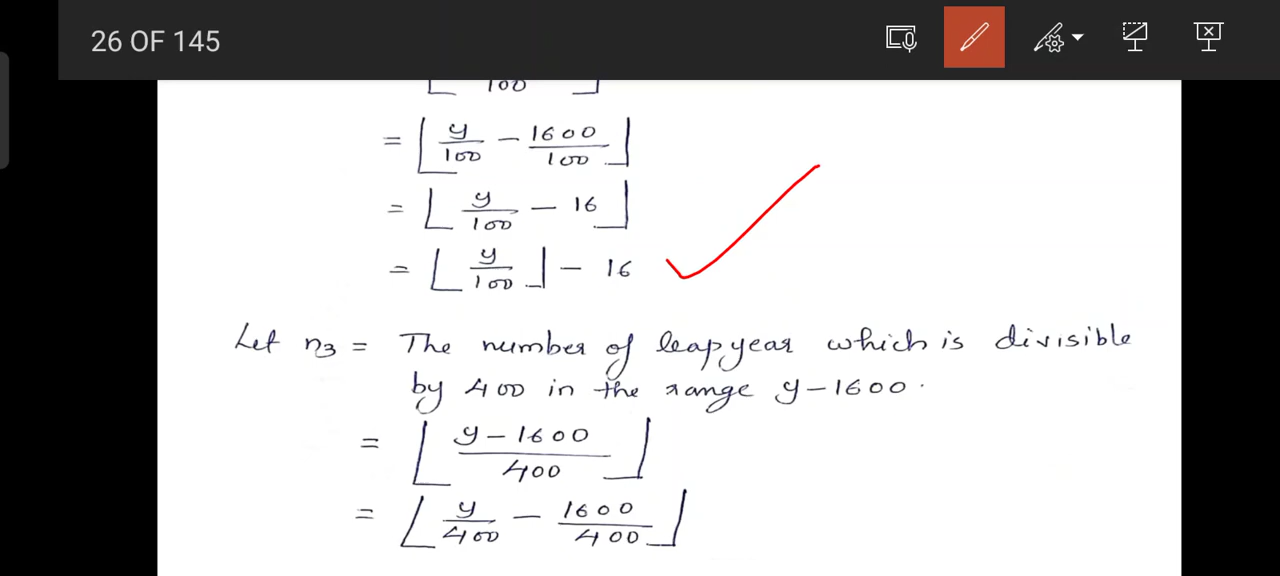 26 OF 145
⌊ 100 ⌋
= ⌊ y/100 − 1600/100 ⌋
= ⌊ y/100 − 16 ⌋
= ⌊ y/100 ⌋ − 16
Let n₃ = The number of leap year which is divisible
by 400 in the range y−1600.
= ⌊ (y−1600)/400 ⌋
= ⌊ y/400 − 1600/400 ⌋